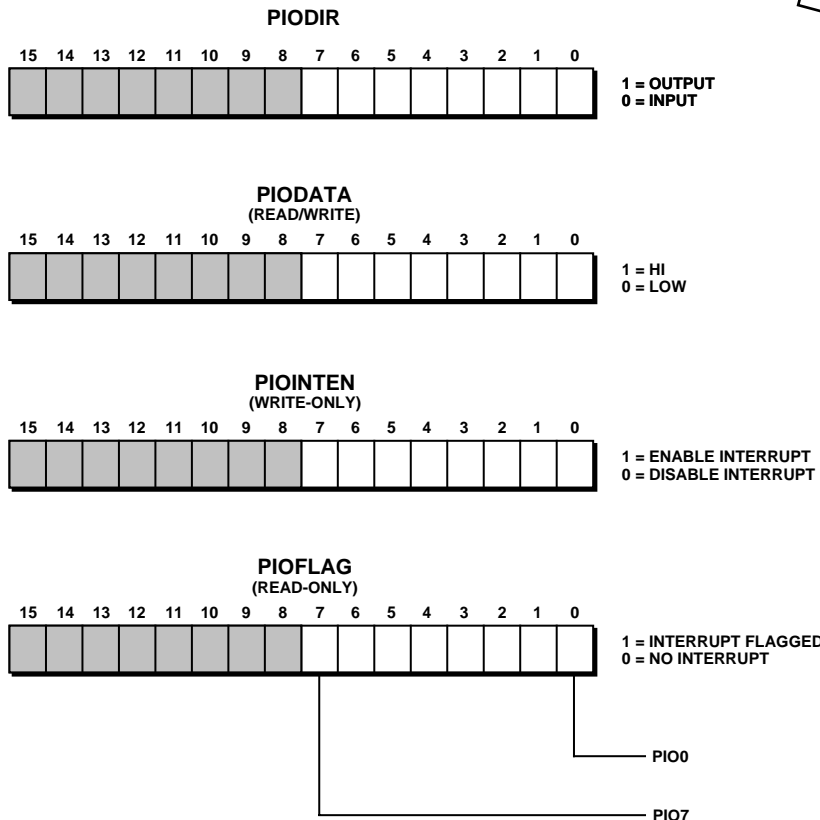 PIODIR
15 14 13 12 11 10 9 8 7 6 5 4 3 2 1 0
1 = OUTPUT
0 = INPUT
PIODATA
(READ/WRITE)
15 14 13 12 11 10 9 8 7 6 5 4 3 2 1 0
1 = HI
0 = LOW
PIOINTEN
(WRITE-ONLY)
15 14 13 12 11 10 9 8 7 6 5 4 3 2 1 0
1 = ENABLE INTERRUPT
0 = DISABLE INTERRUPT
PIOFLAG
(READ-ONLY)
15 14 13 12 11 10 9 8 7 6 5 4 3 2 1 0
1 = INTERRUPT FLAGGED
0 = NO INTERRUPT
PIO0
PIO7